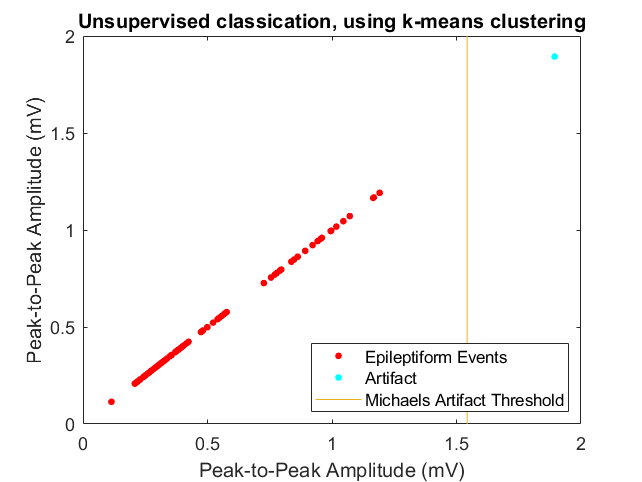 Unsupervised classication, using k-means clustering
2
1.5
1
0.5
0
Peak-to-Peak Amplitude (mV)
Epileptiform Events
Artifact
Michaels Artifact Threshold
0 0.5 1 1.5 2
Peak-to-Peak Amplitude (mV)